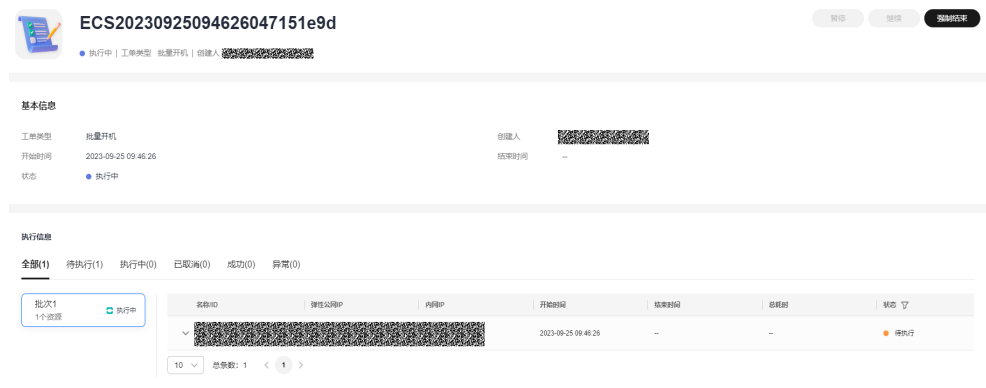 ECS20230925094626047151e9d
暂停 继续 强制结束
执行中 | 工单类型 批量开机 | 创建人
基本信息
工单类型 批量开机 创建人
开始时间 2023-09-25 09:46:26 结束时间 --
状态 执行中
执行信息
全部(1) 待执行(1) 执行中(0) 已取消(0) 成功(0) 异常(0)
批次1
1个资源
执行中
名称/ID 弹性公网IP 内网IP 开始时间 结束时间 总耗时 状态
2023-09-25 09:46:26 -- -- 待执行
10 总条数: 1 < 1 >